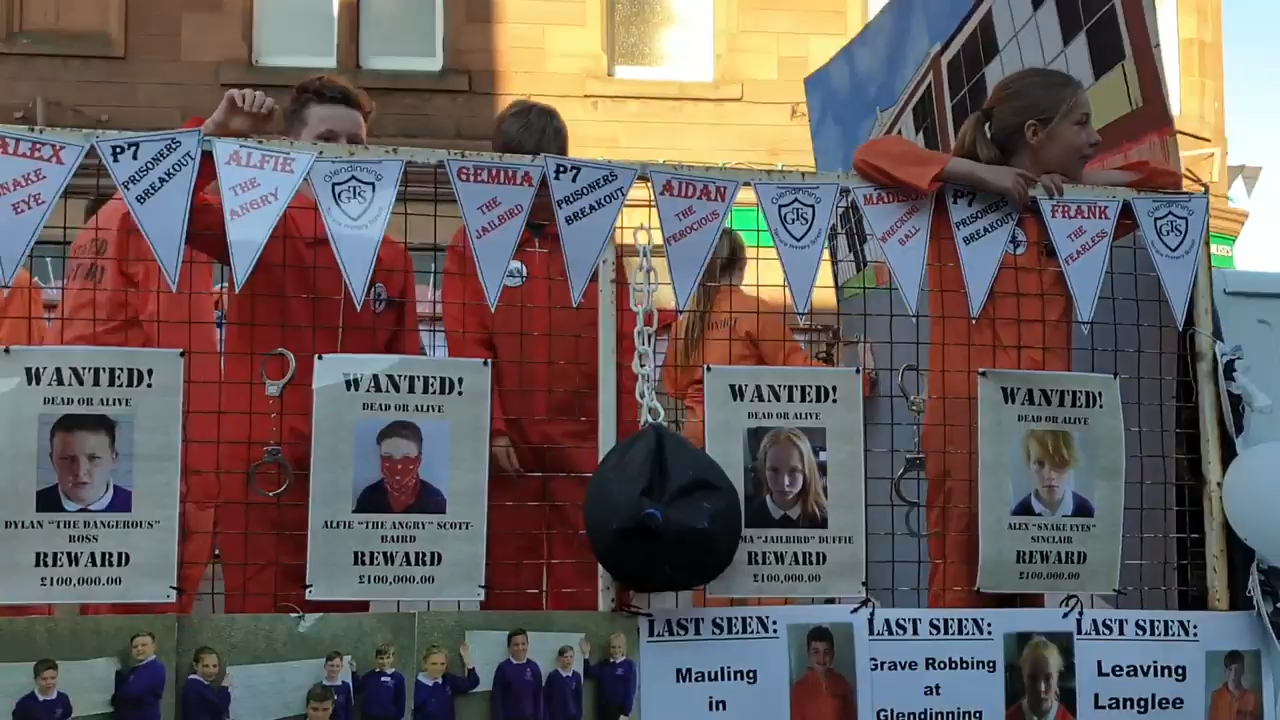 ALEX
SNAKE
EYE
P7
PRISONERS
BREAKOUT
ALFIE
THE
ANGRY
Glendinning
GTS
GEMMA
THE
JAILBIRD
P7
PRISONERS
BREAKOUT
AIDAN
THE
FEROCIOUS
Glendinning
GTS
MADISON
WRECKING
BALL
P7
PRISONERS
BREAKOUT
FRANK
THE
FEARLESS
Glendinning
GTS
WANTED!
DEAD OR ALIVE
DYLAN "THE DANGEROUS"
ROSS
REWARD
£100,000.00
WANTED!
DEAD OR ALIVE
ALFIE "THE ANGRY" SCOTT-
BAIRD
REWARD
£100,000.00
WANTED!
DEAD OR ALIVE
MA "JAILBIRD" DUFFIE
REWARD
£100,000.00
WANTED!
DEAD OR ALIVE
ALEX "SNAKE EYES"
SINCLAIR
REWARD
£100,000.00
LAST SEEN:
Mauling
in
LAST SEEN:
Grave Robbing
at
Glendinning
LAST SEEN:
Leaving
Langlee